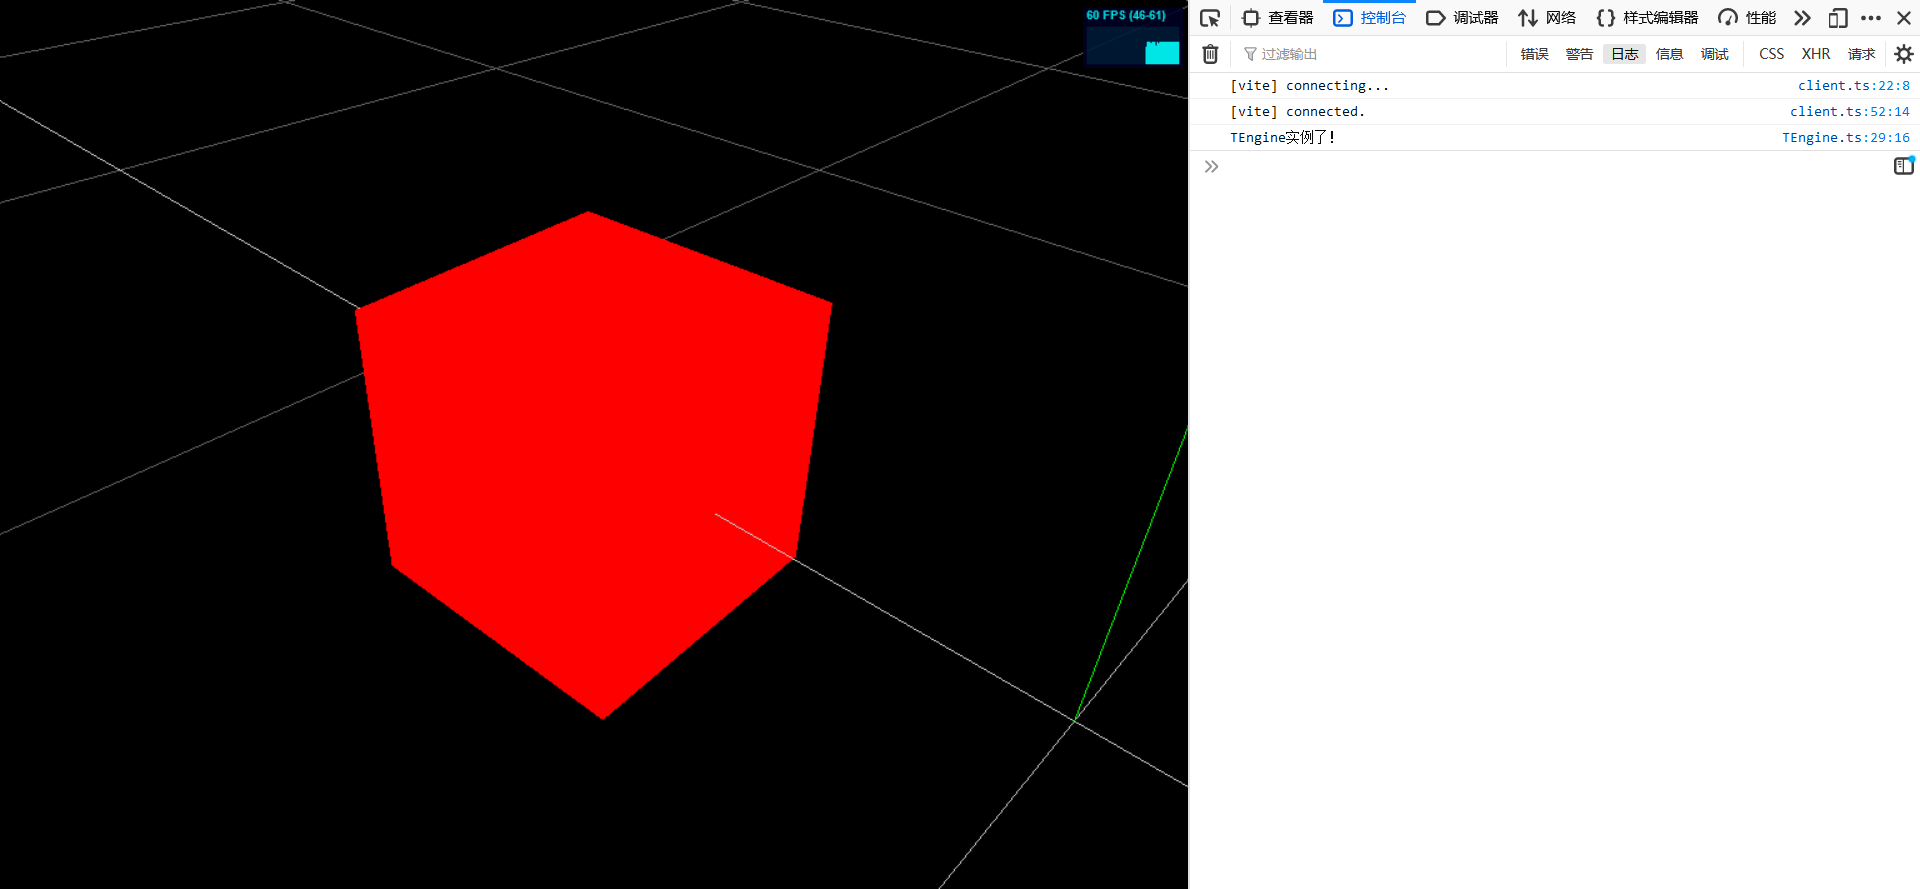 60 FPS (46-61)
查看器 控制台 调试器 网络 样式编辑器 性能
过滤输出 错误 警告 日志 信息 调试 CSS XHR 请求
[vite] connecting... client.ts:22:8
[vite] connected. client.ts:52:14
TEngine实例了! TEngine.ts:29:16